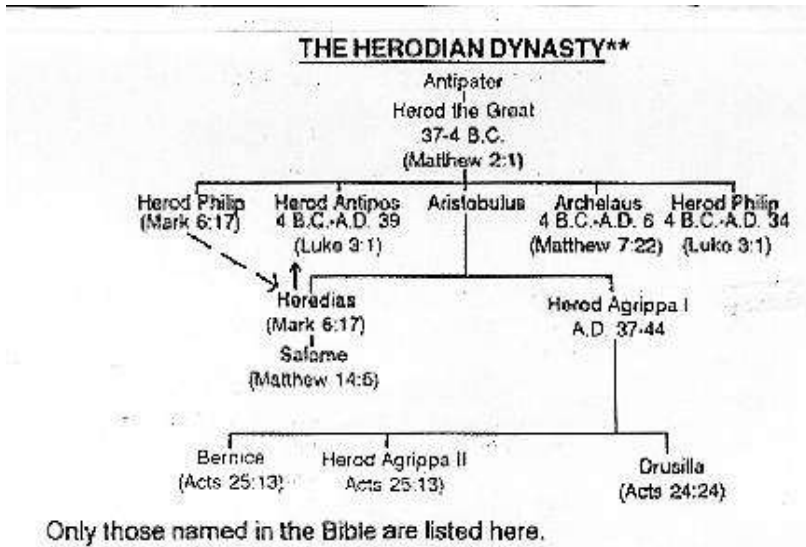 THE HERODIAN DYNASTY**
Antipater
Herod the Great
37-4 B.C.
(Matthew 2:1)
Herod Philip
(Mark 6:17)
Herod Antipos
4 B.C.-A.D. 39
(Luke 3:1)
Aristobulus
Archelaus
4 B.C.-A.D. 6
(Matthew 7:22)
Herod Philip
4 B.C.-A.D. 34
(Luke 3:1)
Heredias
(Mark 6:17)
Salome
(Matthew 14:6)
Herod Agrippa I
A.D. 37-44
Bernice
(Acts 25:13)
Herod Agrippa II
Acts 25:13)
Drusilla
(Acts 24:24)
Only those named in the Bible are listed here.